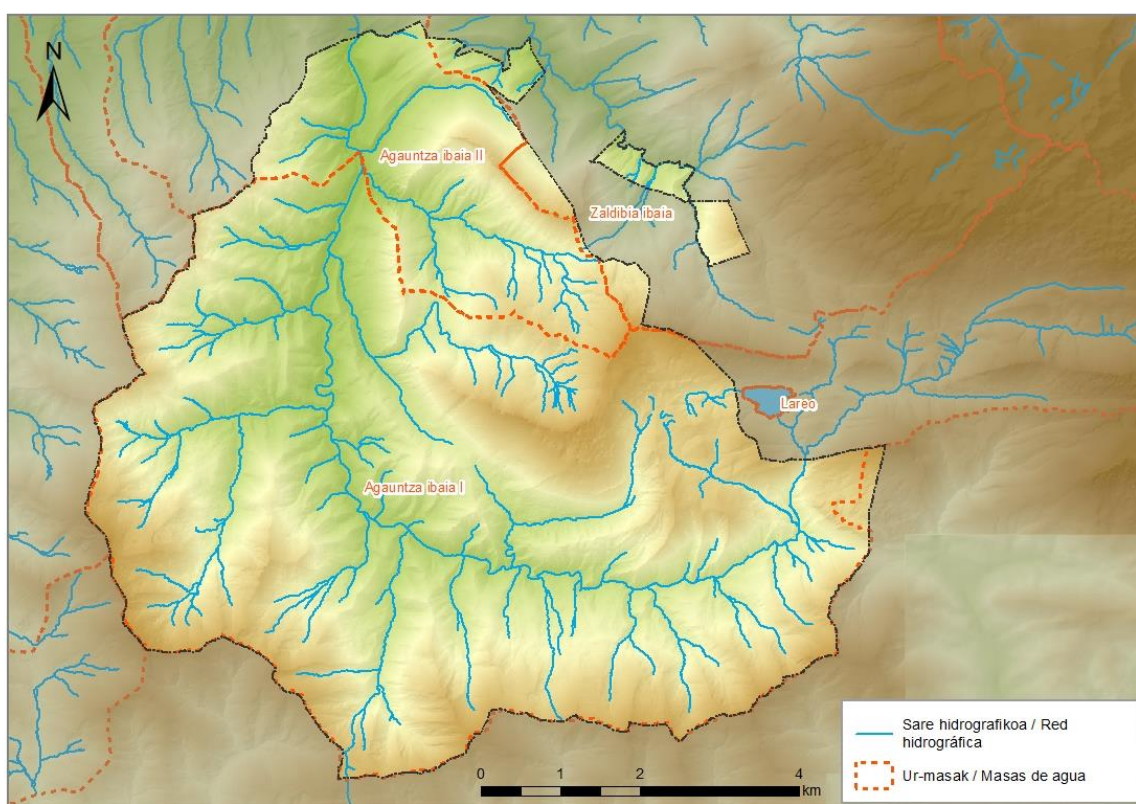 N
Agauntza ibaia II
Zaldibia ibaia
Lareo
Agauntza ibaia I
Sare hidrografikoa / Red
hidrográfica
Ur-masak / Masas de agua
0 1 2 4
km